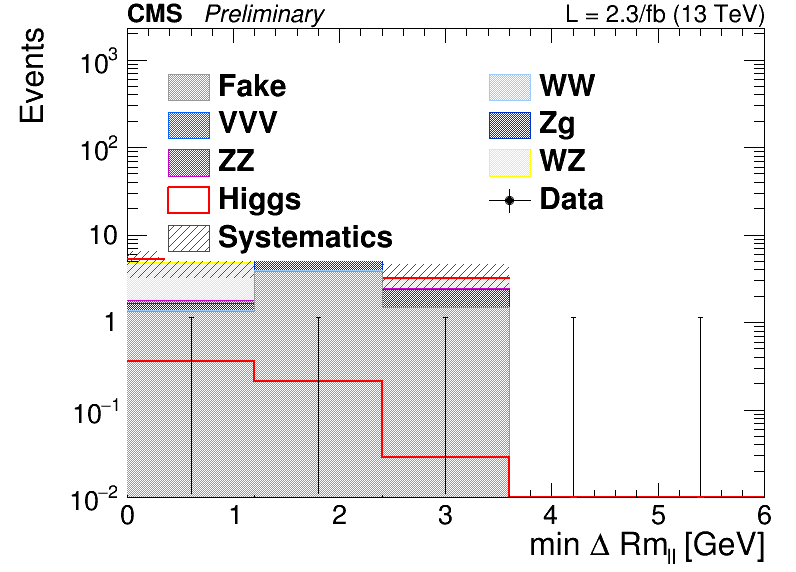 CMS Preliminary L = 2.3/fb (13 TeV)
Events
10³
10²
10
1
10⁻¹
10⁻²
Fake WW
VVV Zg
ZZ WZ
Higgs Data
Systematics
0 1 2 3 4 5 6
min Δ Rm_ll [GeV]